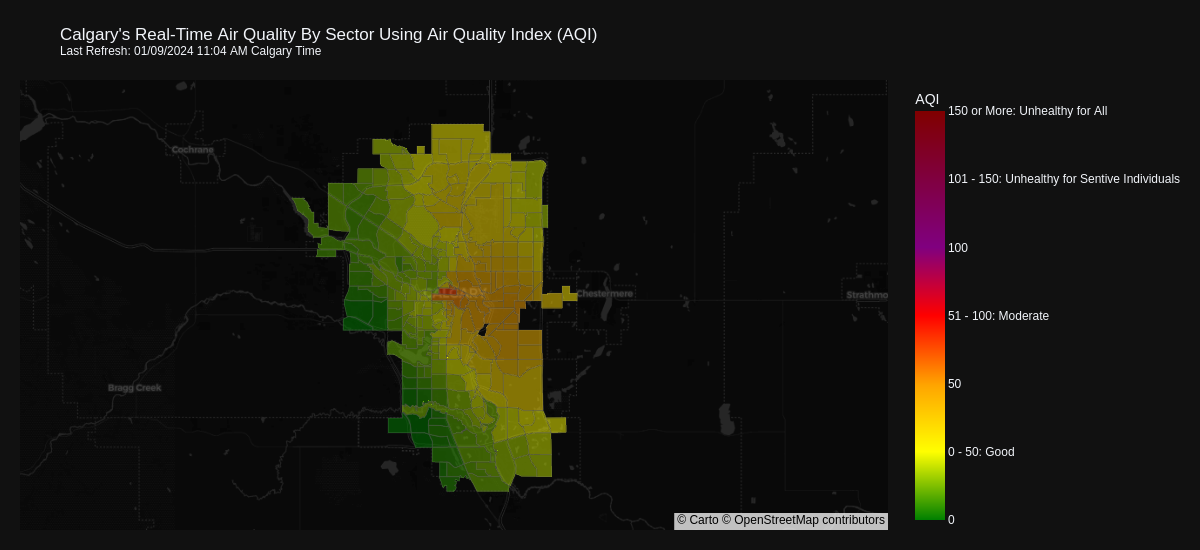 Calgary's Real-Time Air Quality By Sector Using Air Quality Index (AQI)
Last Refresh: 01/09/2024 11:04 AM Calgary Time
AQI
150 or More: Unhealthy for All
Cochrane
101 - 150: Unhealthy for Sentive Individuals
100
CALGARY
Chestermere
Strathmo
51 - 100: Moderate
50
Bragg Creek
0 - 50: Good
0
© Carto © OpenStreetMap contributors